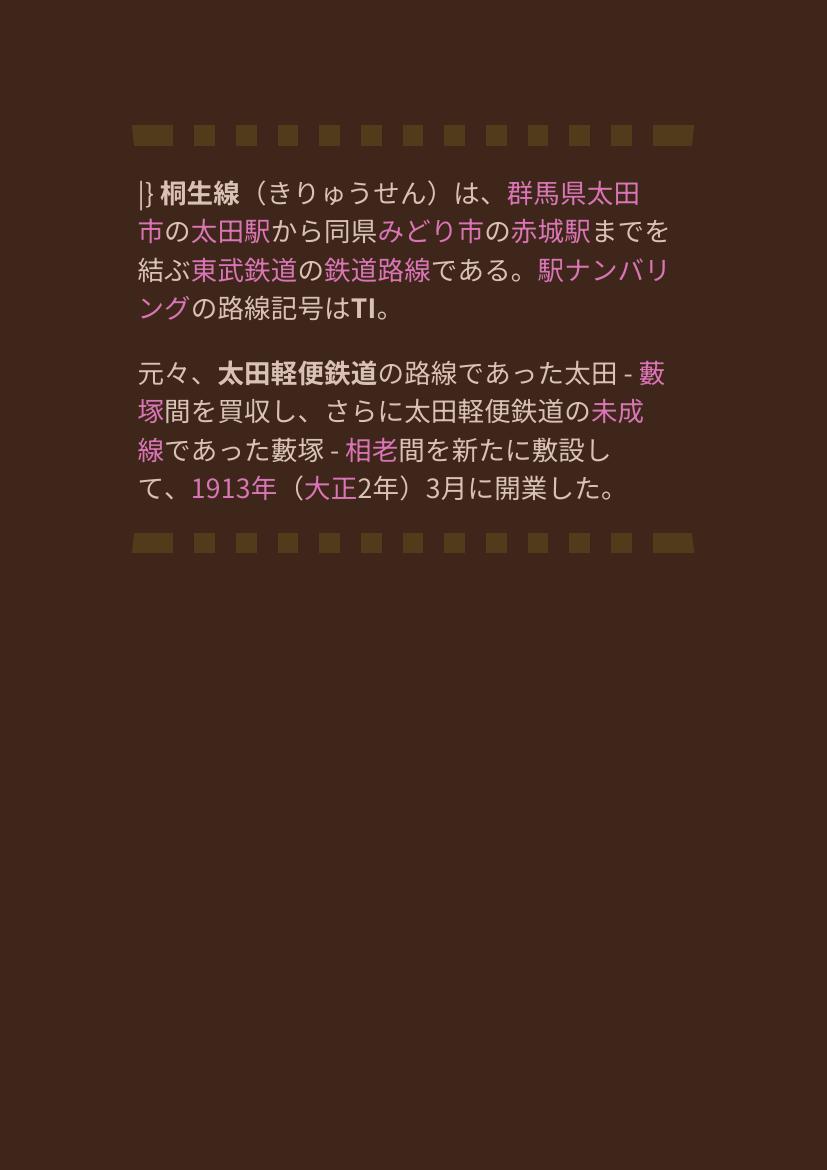 |} 桐生線（きりゅうせん）は、群馬県太田
市の太田駅から同県みどり市の赤城駅までを
結ぶ東武鉄道の鉄道路線である。駅ナンバリ
ングの路線記号はTI。
元々、太田軽便鉄道の路線であった太田 - 藪
塚間を買収し、さらに太田軽便鉄道の未成
線であった藪塚 - 相老間を新たに敷設し
て、1913年（大正2年）3月に開業した。